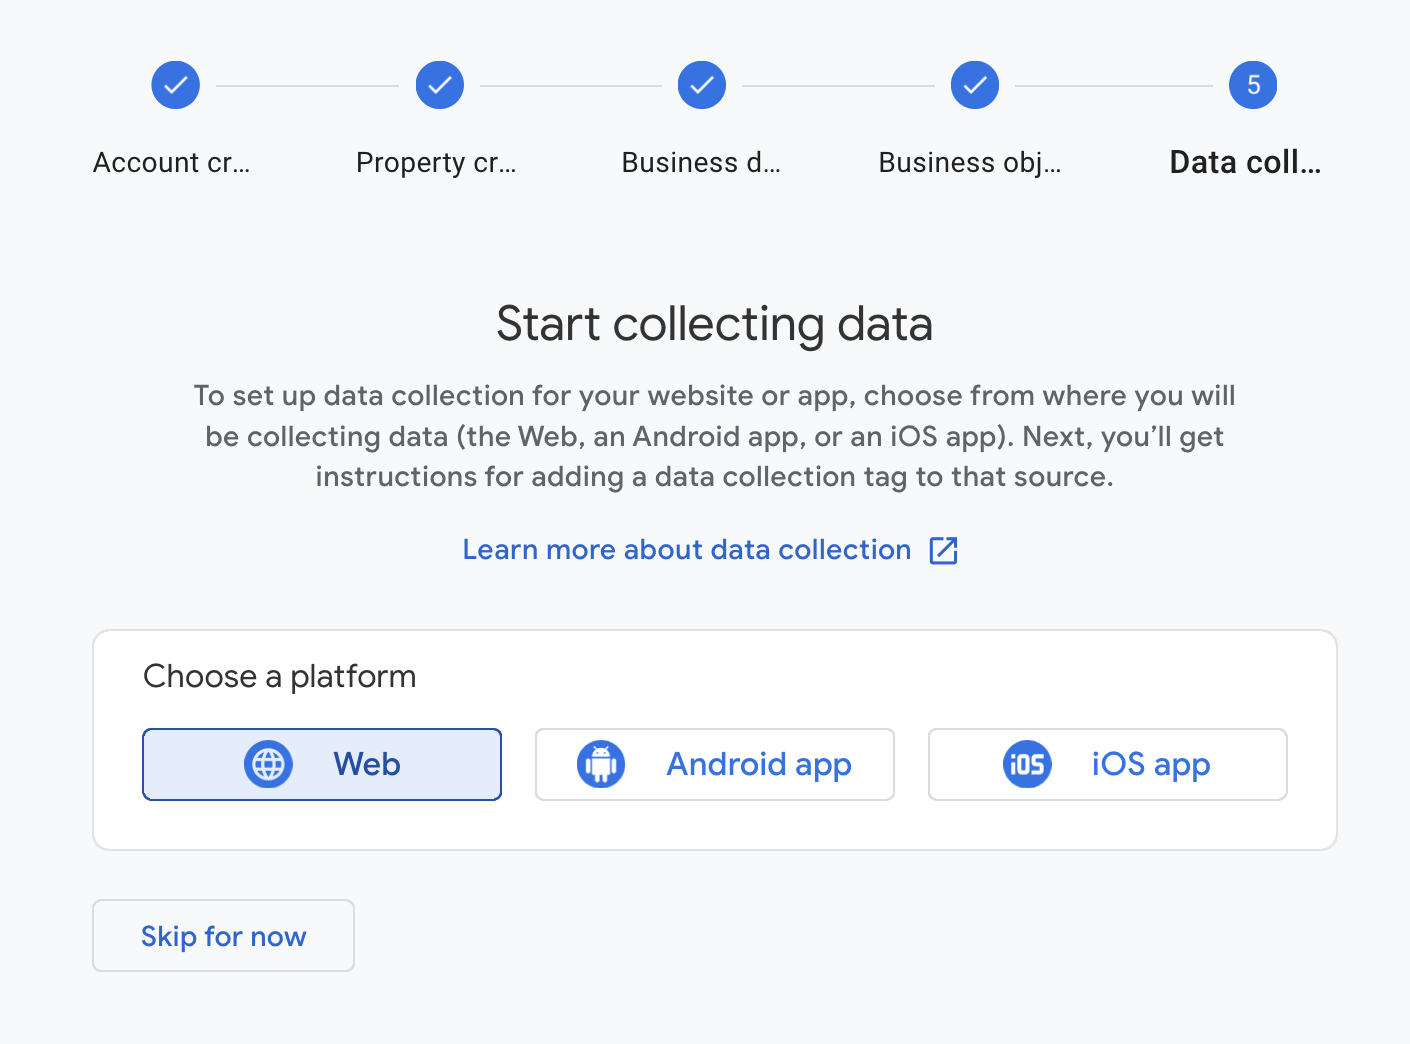 5
Account cr...
Property cr...
Business d...
Business obj...
Data coll...
Start collecting data
To set up data collection for your website or app, choose from where you will
be collecting data (the Web, an Android app, or an iOS app). Next, you’ll get
instructions for adding a data collection tag to that source.
Learn more about data collection
Choose a platform
Web
Android app
iOS iOS app
Skip for now